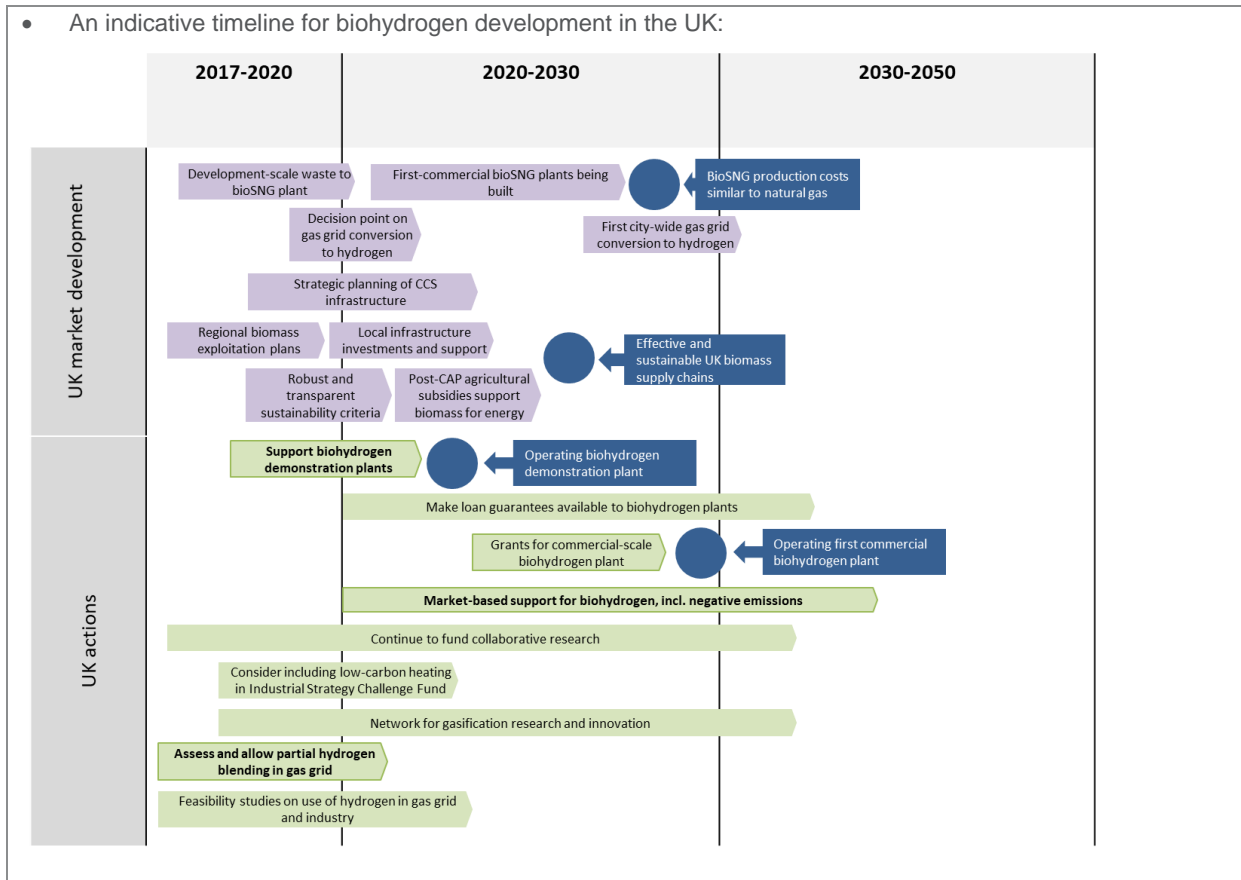 • An indicative timeline for biohydrogen development in the UK:
2017-2020
2020-2030
2030-2050
UK market development
Development-scale waste to
bioSNG plant
First-commercial bioSNG plants being
built
BioSNG production costs
similar to natural gas
Decision point on
gas grid conversion
to hydrogen
First city-wide gas grid
conversion to hydrogen
Strategic planning of CCS
infrastructure
Regional biomass
exploitation plans
Local infrastructure
investments and support
Effective and
sustainable UK biomass
supply chains
Robust and
transparent
sustainability criteria
Post-CAP agricultural
subsidies support
biomass for energy
UK actions
Support biohydrogen
demonstration plants
Operating biohydrogen
demonstration plant
Make loan guarantees available to biohydrogen plants
Grants for commercial-scale
biohydrogen plant
Operating first commercial
biohydrogen plant
Market-based support for biohydrogen, incl. negative emissions
Continue to fund collaborative research
Consider including low-carbon heating
in Industrial Strategy Challenge Fund
Network for gasification research and innovation
Assess and allow partial hydrogen
blending in gas grid
Feasibility studies on use of hydrogen in gas grid
and industry